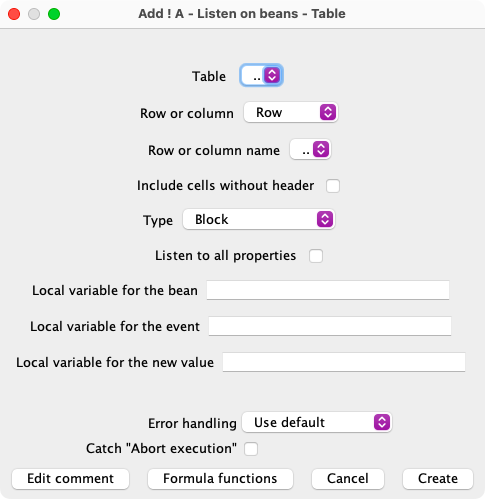 Add ! A - Listen on beans - Table
Table ..
Row or column Row
Row or column name ..
Include cells without header
Type Block
Listen to all properties
Local variable for the bean
Local variable for the event
Local variable for the new value
Error handling Use default
Catch "Abort execution"
Edit comment Formula functions Cancel Create